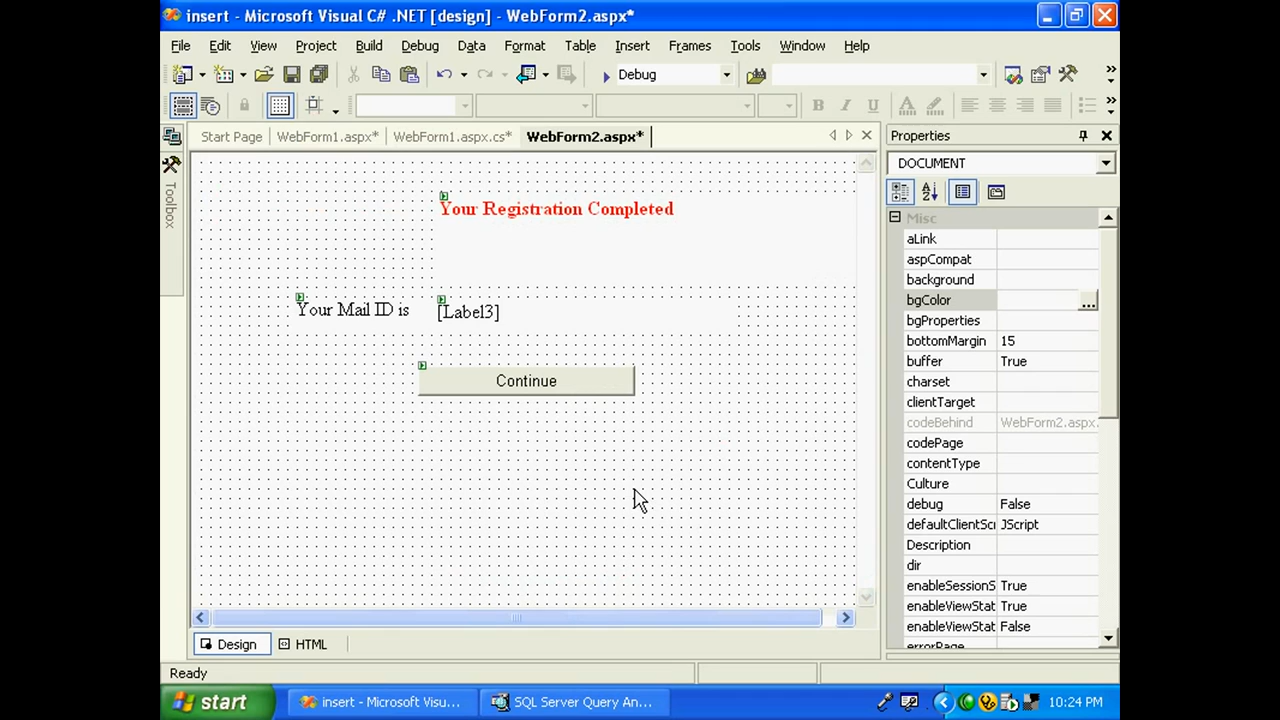 insert - Microsoft Visual C# .NET [design] - WebForm2.aspx*
File Edit View Project Build Debug Data Format Table Insert Frames Tools Window Help
Debug
B I U A
Start Page WebForm1.aspx* WebForm1.aspx.cs* WebForm2.aspx*
Toolbox
Your Registration Completed
Your Mail ID is [Label3]
Continue
Design HTML
Properties
DOCUMENT
Misc
aLink
aspCompat
background
bgColor ...
bgProperties
bottomMargin 15
buffer True
charset
clientTarget
codeBehind WebForm2.aspx.
codePage
contentType
Culture
debug False
defaultClientSc JScript
Description
dir
enableSessionS True
enableViewStat True
enableViewStat False
errorPage
Ready
start insert - Microsoft Visu... SQL Server Query An... 10:24 PM